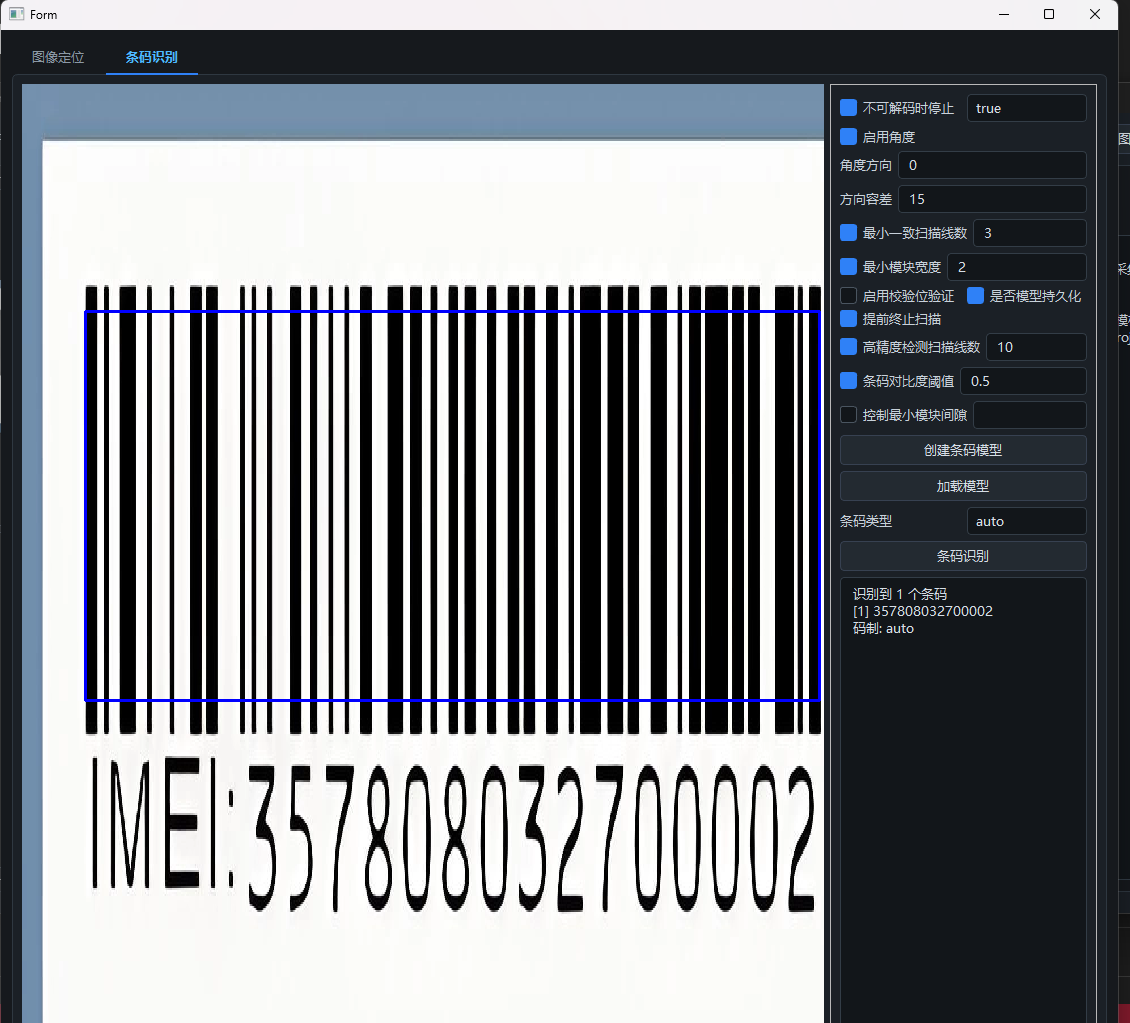 Form
图像定位 条码识别
不可解码时停止 true
启用角度
角度方向 0
方向容差 15
最小一致扫描线数 3
最小模块宽度 2
启用校验位验证 是否模型持久化
提前终止扫描
高精度检测扫描线数 10
条码对比度阈值 0.5
控制最小模块间隙
创建条码模型
加载模型
条码类型 auto
条码识别
识别到 1 个条码
[1] 357808032700002
码制: auto
IMEI:357808032700002